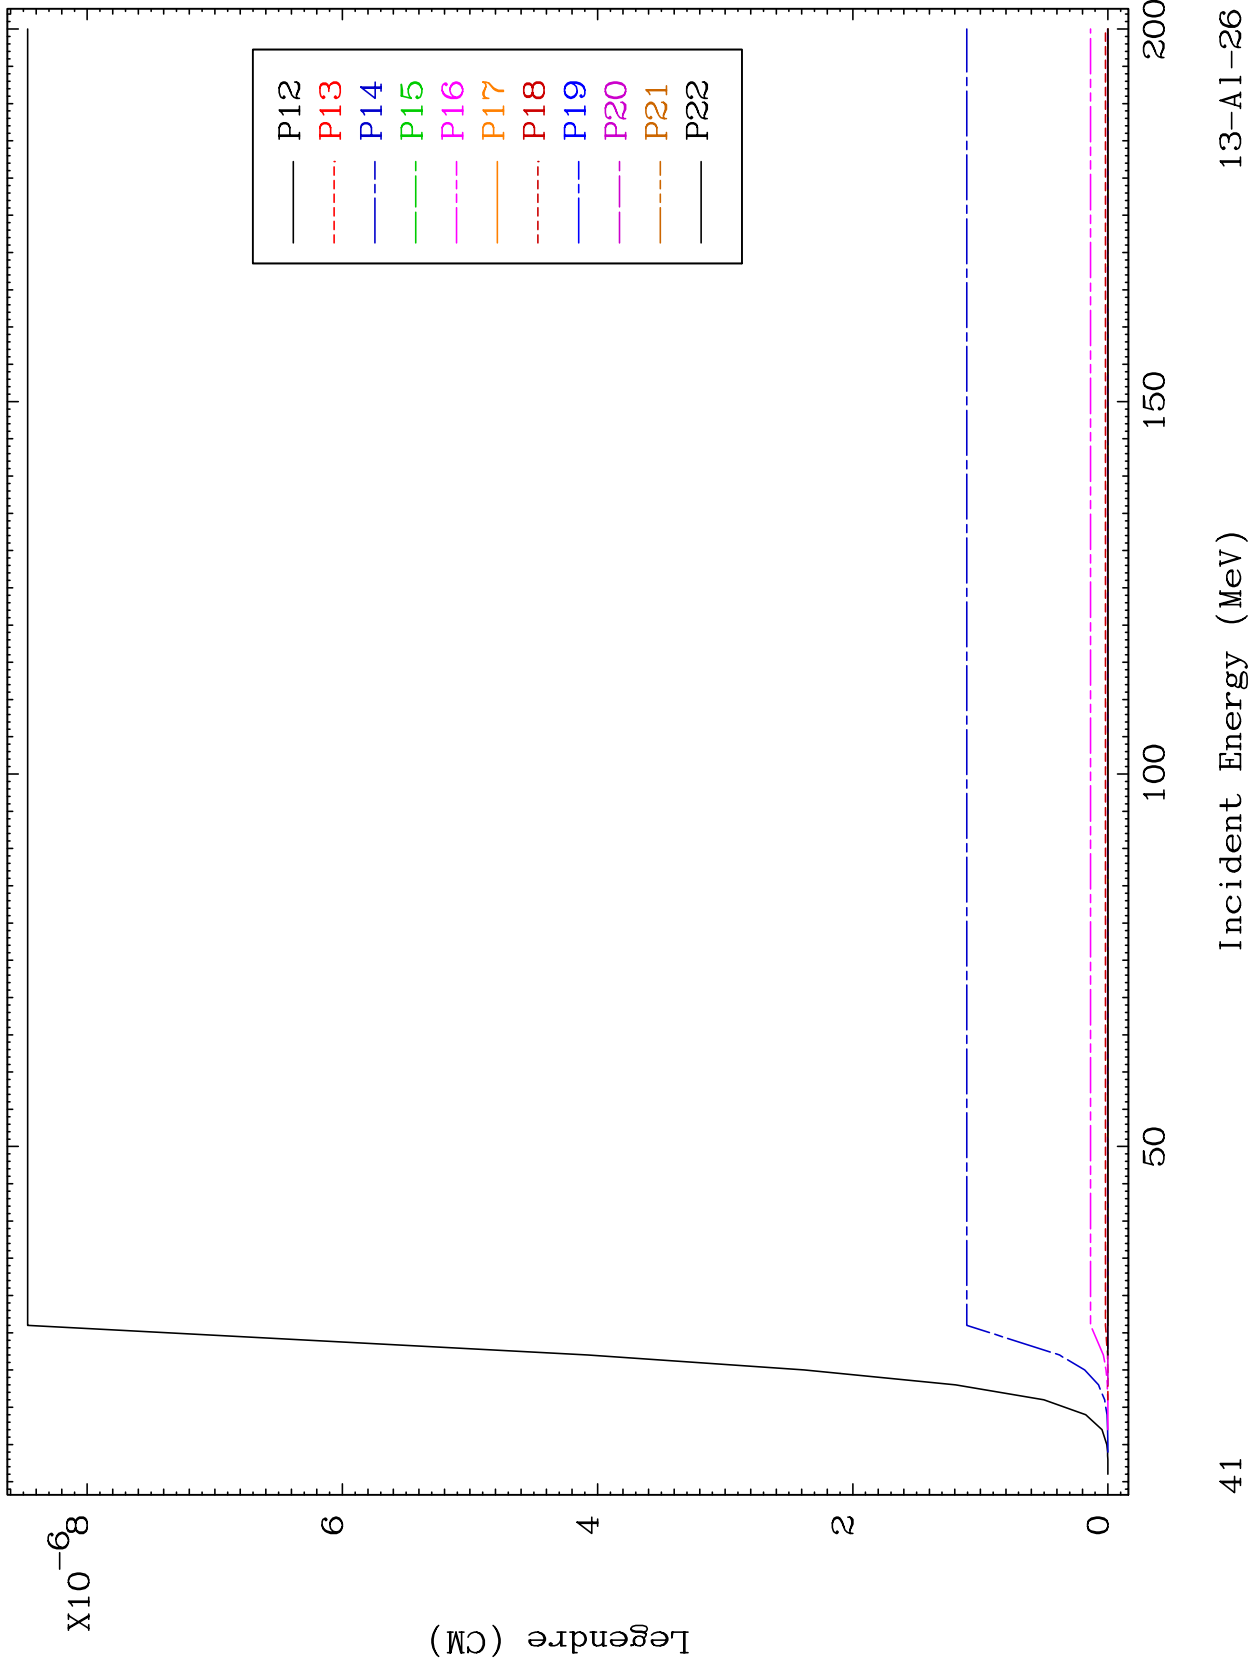 X10-6
8
6
4
2
0
Legendre (CM)
P12
P13
P14
P15
P16
P17
P18
P19
P20
P21
P22
50
100
150
200
41
Incident Energy (MeV)
13-Al-26